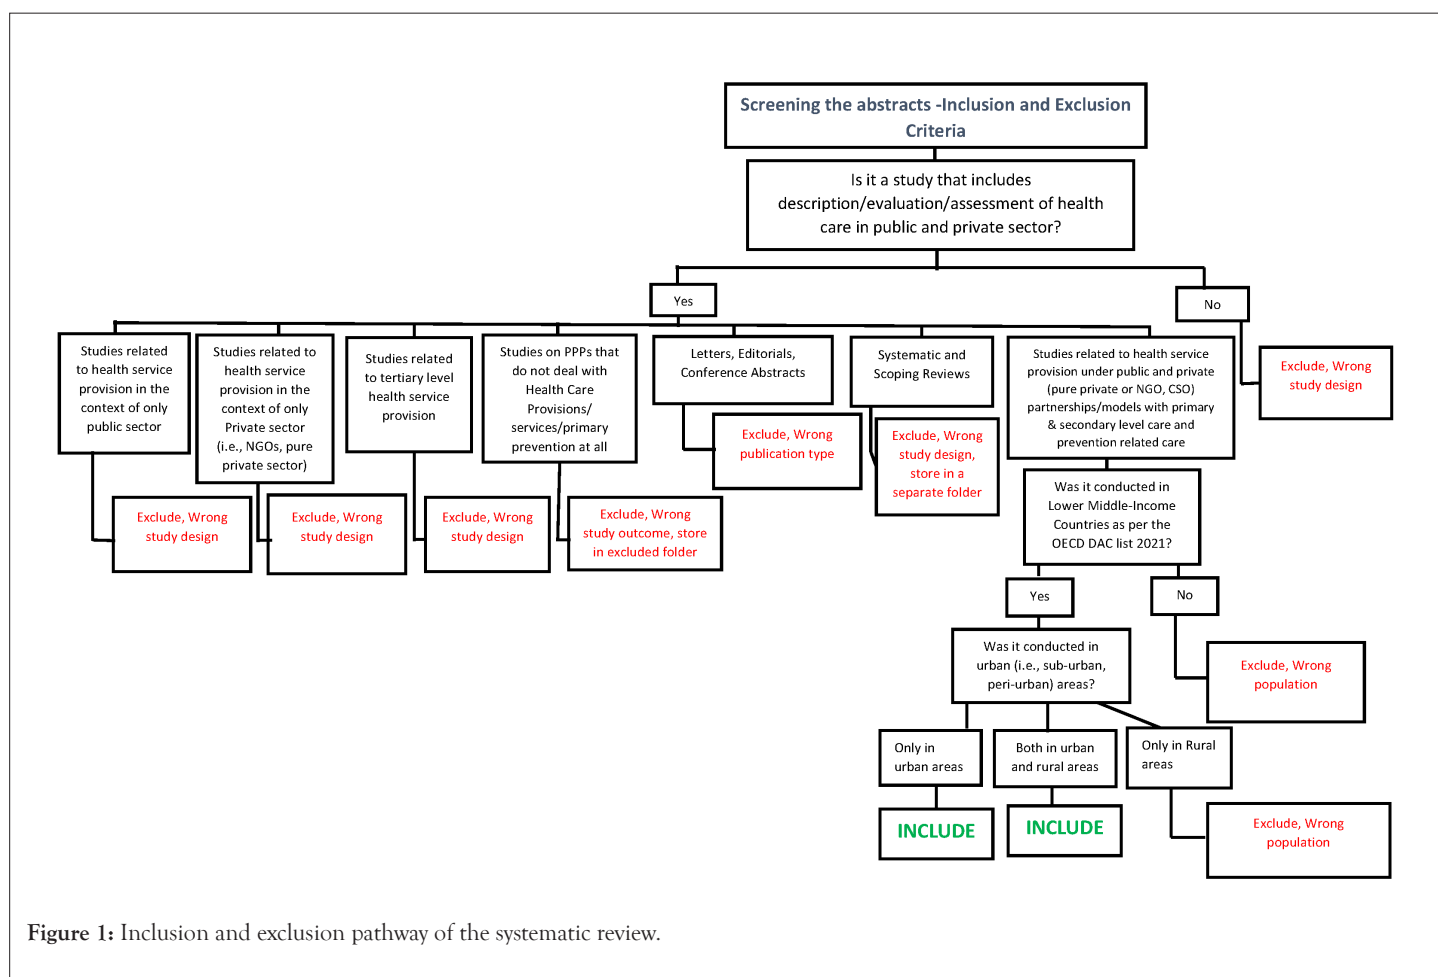 Screening the abstracts -Inclusion and Exclusion
Criteria
Is it a study that includes
description/evaluation/assessment of health
care in public and private sector?
Yes
No
Studies related
to health service
provision in the
context of only
public sector
Exclude, Wrong
study design
Studies related to
health service
provision in the
context of only
Private sector
(i.e., NGOs, pure
private sector)
Exclude, Wrong
study design
Studies related
to tertiary level
health service
provision
Exclude, Wrong
study design
Studies on PPPs that
do not deal with
Health Care
Provisions/
services/primary
prevention at all
Exclude, Wrong
study outcome, store
in excluded folder
Letters, Editorials,
Conference Abstracts
Exclude, Wrong
publication type
Systematic and
Scoping Reviews
Exclude, Wrong
study design,
store in a
separate folder
Studies related to health service
provision under public and private
(pure private or NGO, CSO)
partnerships/models with primary
& secondary level care and
prevention related care
Exclude, Wrong
study design
Was it conducted in
Lower Middle-Income
Countries as per the
OECD DAC list 2021?
Yes
No
Was it conducted in
urban (i.e., sub-urban,
peri-urban) areas?
Exclude, Wrong
population
Only in
urban areas
Both in urban
and rural areas
Only in Rural
areas
INCLUDE
INCLUDE
Exclude, Wrong
population
Figure 1: Inclusion and exclusion pathway of the systematic review.